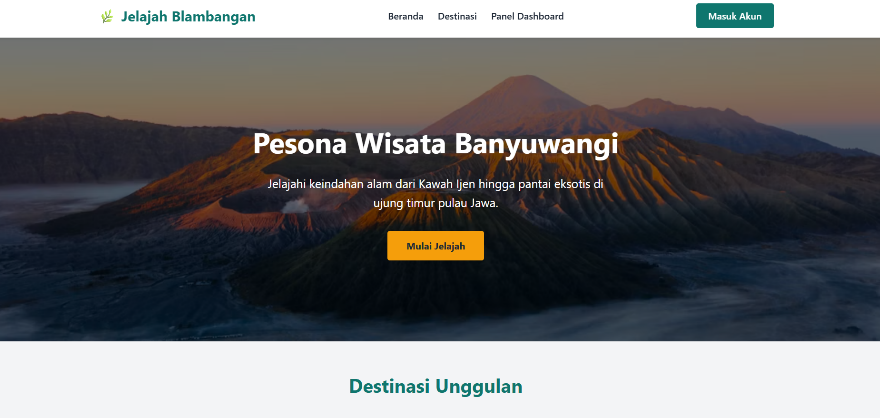 Jelajah Blambangan
Beranda Destinasi Panel Dashboard
Masuk Akun
Pesona Wisata Banyuwangi
Jelajahi keindahan alam dari Kawah Ijen hingga pantai eksotis di
ujung timur pulau Jawa.
Mulai Jelajah
Destinasi Unggulan